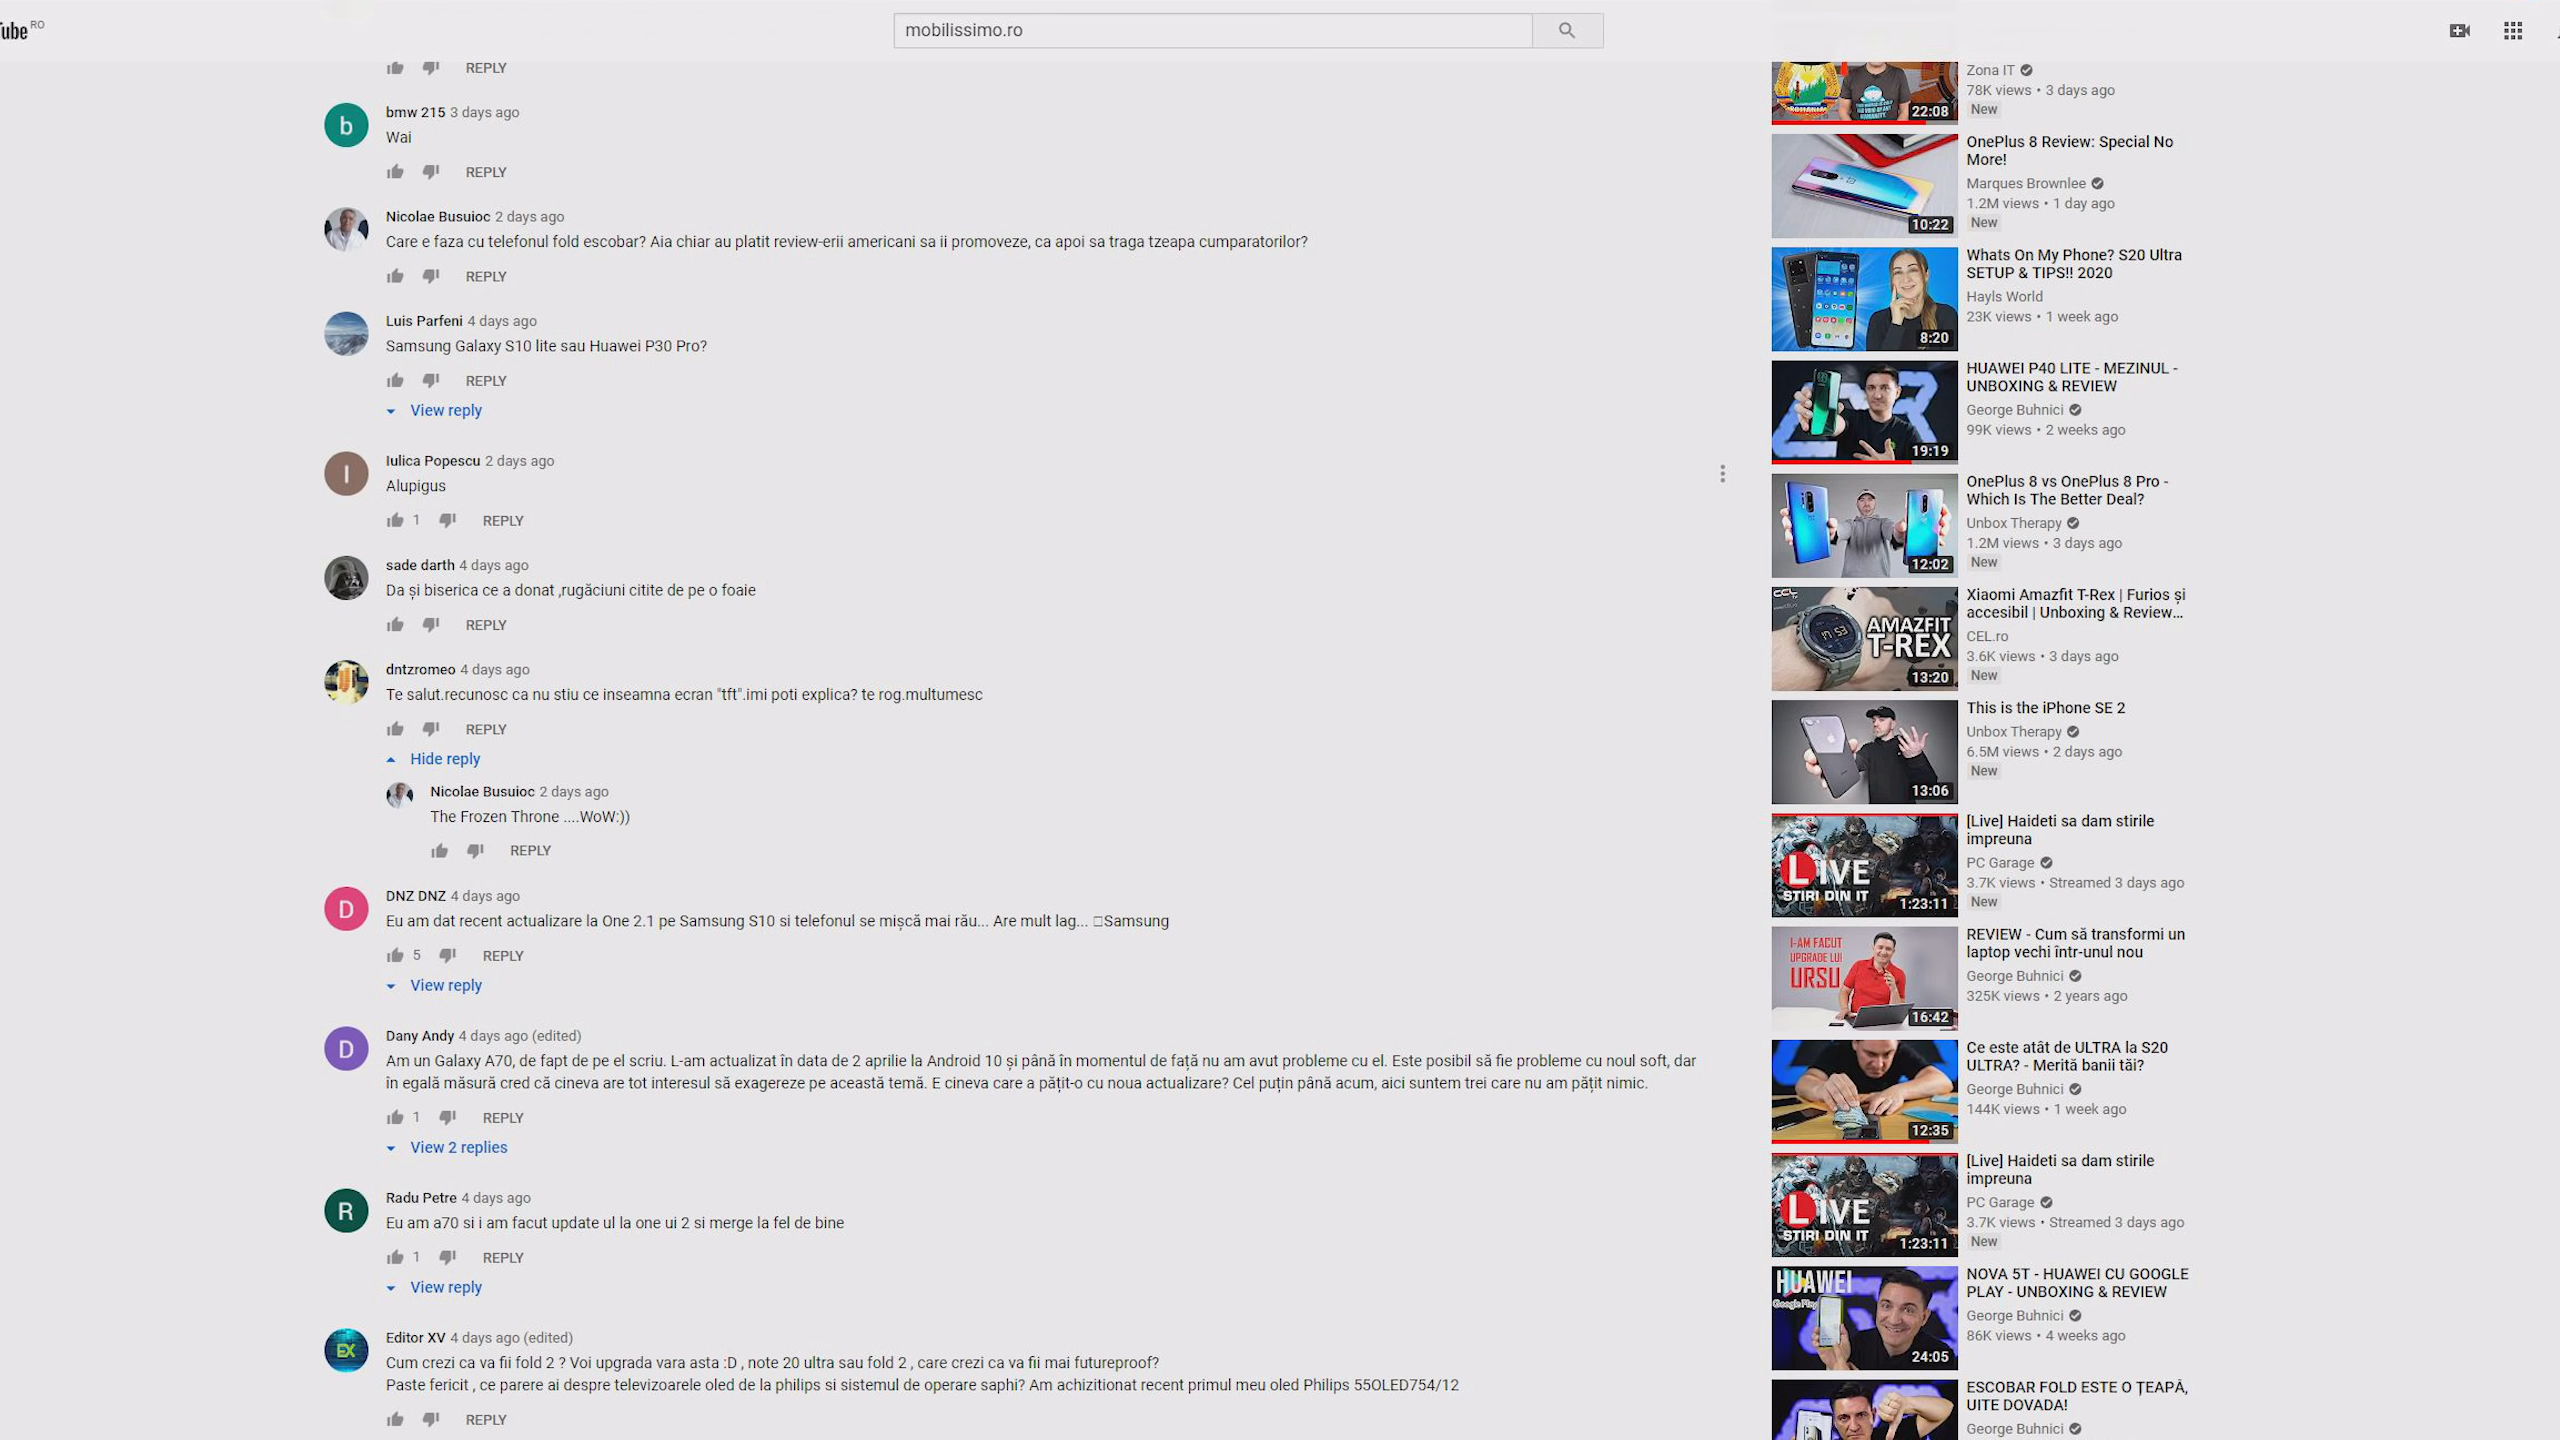 Tube RO
mobilissimo.ro
REPLY
bmw 215 3 days ago
Wai
REPLY
Nicolae Busuioc 2 days ago
Care e faza cu telefonul fold escobar? Aia chiar au platit review-erii americani sa ii promoveze, ca apoi sa traga tzeapa cumparatorilor?
REPLY
Luis Parfeni 4 days ago
Samsung Galaxy S10 lite sau Huawei P30 Pro?
REPLY
View reply
Iulica Popescu 2 days ago
Alupigus
1 REPLY
sade darth 4 days ago
Da și biserica ce a donat ,rugăciuni citite de pe o foaie
REPLY
dntzromeo 4 days ago
Te salut.recunosc ca nu stiu ce inseamna ecran "tft".imi poti explica? te rog.multumesc
REPLY
Hide reply
Nicolae Busuioc 2 days ago
The Frozen Throne ....WoW:))
REPLY
DNZ DNZ 4 days ago
Eu am dat recent actualizare la One 2.1 pe Samsung S10 si telefonul se mișcă mai rău... Are mult lag... Samsung
5 REPLY
View reply
Dany Andy 4 days ago (edited)
Am un Galaxy A70, de fapt de pe el scriu. L-am actualizat în data de 2 aprilie la Android 10 și până în momentul de față nu am avut probleme cu el. Este posibil să fie probleme cu noul soft, dar
în egală măsură cred că cineva are tot interesul să exagereze pe această temă. E cineva care a pățit-o cu noua actualizare? Cel puțin până acum, aici suntem trei care nu am pățit nimic.
1 REPLY
View 2 replies
Radu Petre 4 days ago
Eu am a70 si i am facut update ul la one ui 2 si merge la fel de bine
1 REPLY
View reply
Editor XV 4 days ago (edited)
Cum crezi ca va fii fold 2 ? Voi upgrada vara asta :D , note 20 ultra sau fold 2 , care crezi ca va fii mai futureproof?
Paste fericit , ce parere ai despre televizoarele oled de la philips si sistemul de operare saphi? Am achizitionat recent primul meu oled Philips 55OLED754/12
REPLY
22:08
Zona IT
78K views • 3 days ago
New
10:22
OnePlus 8 Review: Special No
More!
Marques Brownlee
1.2M views • 1 day ago
New
8:20
Whats On My Phone? S20 Ultra
SETUP & TIPS!! 2020
Hayls World
23K views • 1 week ago
19:19
HUAWEI P40 LITE - MEZINUL -
UNBOXING & REVIEW
George Buhnici
99K views • 2 weeks ago
12:02
OnePlus 8 vs OnePlus 8 Pro -
Which Is The Better Deal?
Unbox Therapy
1.2M views • 3 days ago
New
AMAZFIT
T-REX
13:20
Xiaomi Amazfit T-Rex | Furios și
accesibil | Unboxing & Review...
CEL.ro
3.6K views • 3 days ago
New
13:06
This is the iPhone SE 2
Unbox Therapy
6.5M views • 2 days ago
New
LIVE
STIRI DIN IT
1:23:11
[Live] Haideti sa dam stirile
impreuna
PC Garage
3.7K views • Streamed 3 days ago
New
I-AM FACUT
UPGRADE LUI
URSU
16:42
REVIEW - Cum să transformi un
laptop vechi într-unul nou
George Buhnici
325K views • 2 years ago
12:35
Ce este atât de ULTRA la S20
ULTRA? - Merită banii tăi?
George Buhnici
144K views • 1 week ago
LIVE
STIRI DIN IT
1:23:11
[Live] Haideti sa dam stirile
impreuna
PC Garage
3.7K views • Streamed 3 days ago
New
HUAWEI
Google Play
24:05
NOVA 5T - HUAWEI CU GOOGLE
PLAY - UNBOXING & REVIEW
George Buhnici
86K views • 4 weeks ago
ESCOBAR FOLD ESTE O ȚEAPĂ,
UITE DOVADA!
George Buhnici